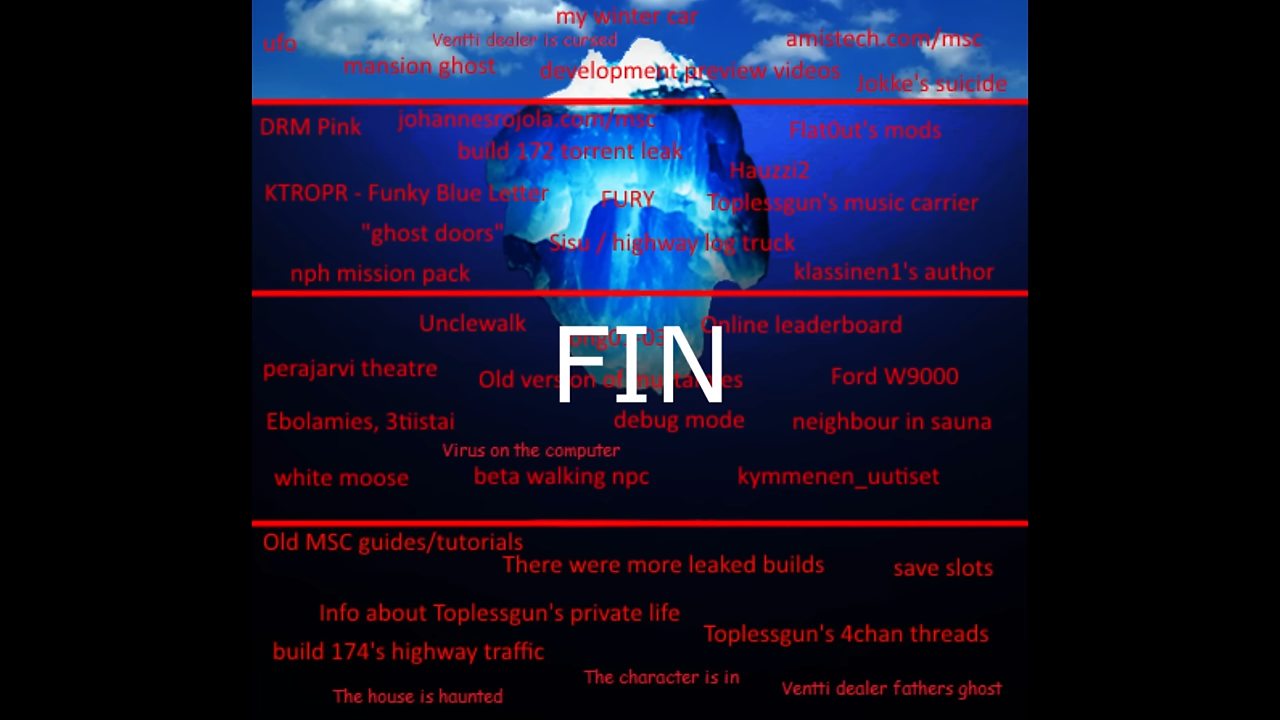 my winter car
ufo
Ventti dealer is cursed
amistech.com/msc
mansion ghost
development preview videos
Jokke's suicide
DRM Pink
johannesrojola.com/msc
FlatOut's mods
build 172 torrent leak
Hauzzi2
KTROPR - Funky Blue Letter
FURY
Toplessgun's music carrier
"ghost doors"
Sisu / highway log truck
nph mission pack
klassinen1's author
Unclewalk
Online leaderboard
FIN
perajarvi theatre
Old version of
Ford W9000
Ebolamies, 3tiistai
debug mode
neighbour in sauna
Virus on the computer
white moose
beta walking npc
kymmenen_uutiset
Old MSC guides/tutorials
There were more leaked builds
save slots
Info about Toplessgun's private life
Toplessgun's 4chan threads
build 174's highway traffic
The character is in
The house is haunted
Ventti dealer fathers ghost